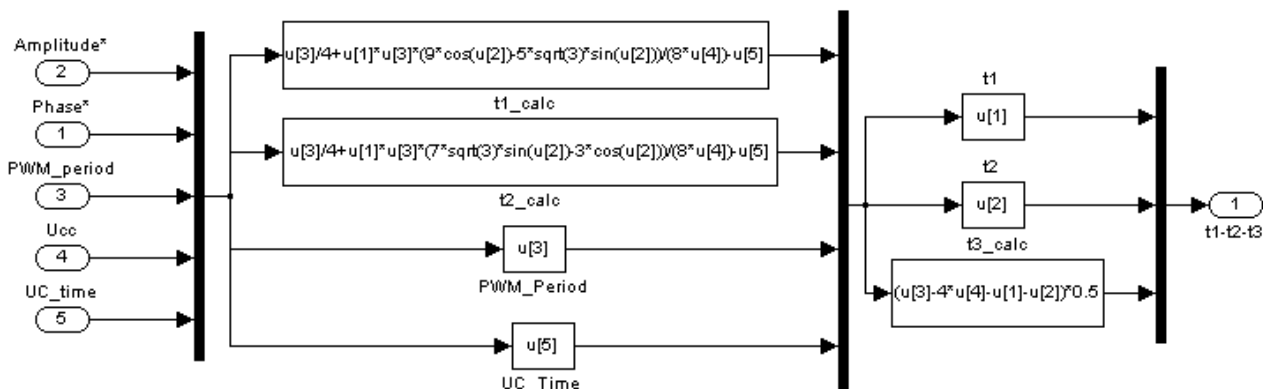 Amplitude*
2
Phase*
1
PWM_period
3
Ucc
4
UC_time
5
u[3]/4+u[1]*u[3]*(9*cos(u[2])-5*sqrt(3)*sin(u[2]))/(8*u[4])-u[5]
t1_calc
u[3]/4+u[1]*u[3]*(7*sqrt(3)*sin(u[2])-3*cos(u[2]))/(8*u[4])-u[5]
t2_calc
u[3]
PWM_Period
u[5]
UC_Time
t1
u[1]
t2
u[2]
t3_calc
(u[3]-4*u[4]-u[1]-u[2])*0.5
1
t1-t2-t3